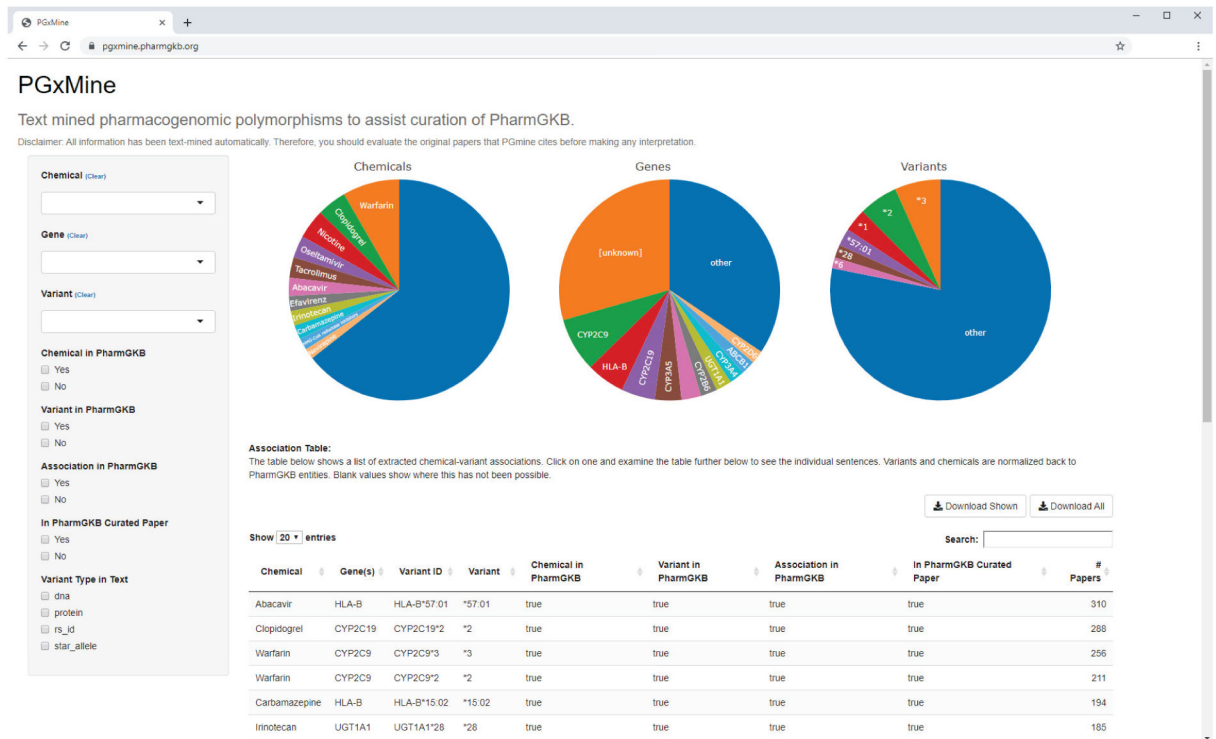 PGxMine
pgxmine.pharmgkb.org
PGxMine
Text mined pharmacogenomic polymorphisms to assist curation of PharmGKB.
Disclaimer: All information has been text-mined automatically. Therefore, you should evaluate the original papers that PGmine cites before making any interpretation.
Chemical (Clear)
Gene (Clear)
Variant (Clear)
Chemical in PharmGKB
Yes
No
Variant in PharmGKB
Yes
No
Association in PharmGKB
Yes
No
In PharmGKB Curated Paper
Yes
No
Variant Type in Text
dna
protein
rs_id
star_allele
Chemicals
Warfarin
Clopidogrel
Nicotine
Oseltamivir
Tacrolimus
Abacavir
Efavirenz
Irinotecan
Carbamazepine
Genes
other
[unknown]
CYP2C9
HLA-B
CYP2C19
CYP3A5
CYP2B6
UGT1A1
CYP3A4
ABCB1
CYP2D6
Variants
*3
*2
*1
*57:01
*28
*6
other
Association Table:
The table below shows a list of extracted chemical-variant associations. Click on one and examine the table further below to see the individual sentences. Variants and chemicals are normalized back to
PharmGKB entities. Blank values show where this has not been possible.
Download Shown Download All
Show 20 entries Search:
Chemical Gene(s) Variant ID Variant Chemical in PharmGKB Variant in PharmGKB Association in PharmGKB In PharmGKB Curated Paper # Papers
Abacavir HLA-B HLA-B*57:01 *57:01 true true true true 310
Clopidogrel CYP2C19 CYP2C19*2 *2 true true true true 288
Warfarin CYP2C9 CYP2C9*3 *3 true true true true 256
Warfarin CYP2C9 CYP2C9*2 *2 true true true true 211
Carbamazepine HLA-B HLA-B*15:02 *15:02 true true true true 194
Irinotecan UGT1A1 UGT1A1*28 *28 true true true true 185